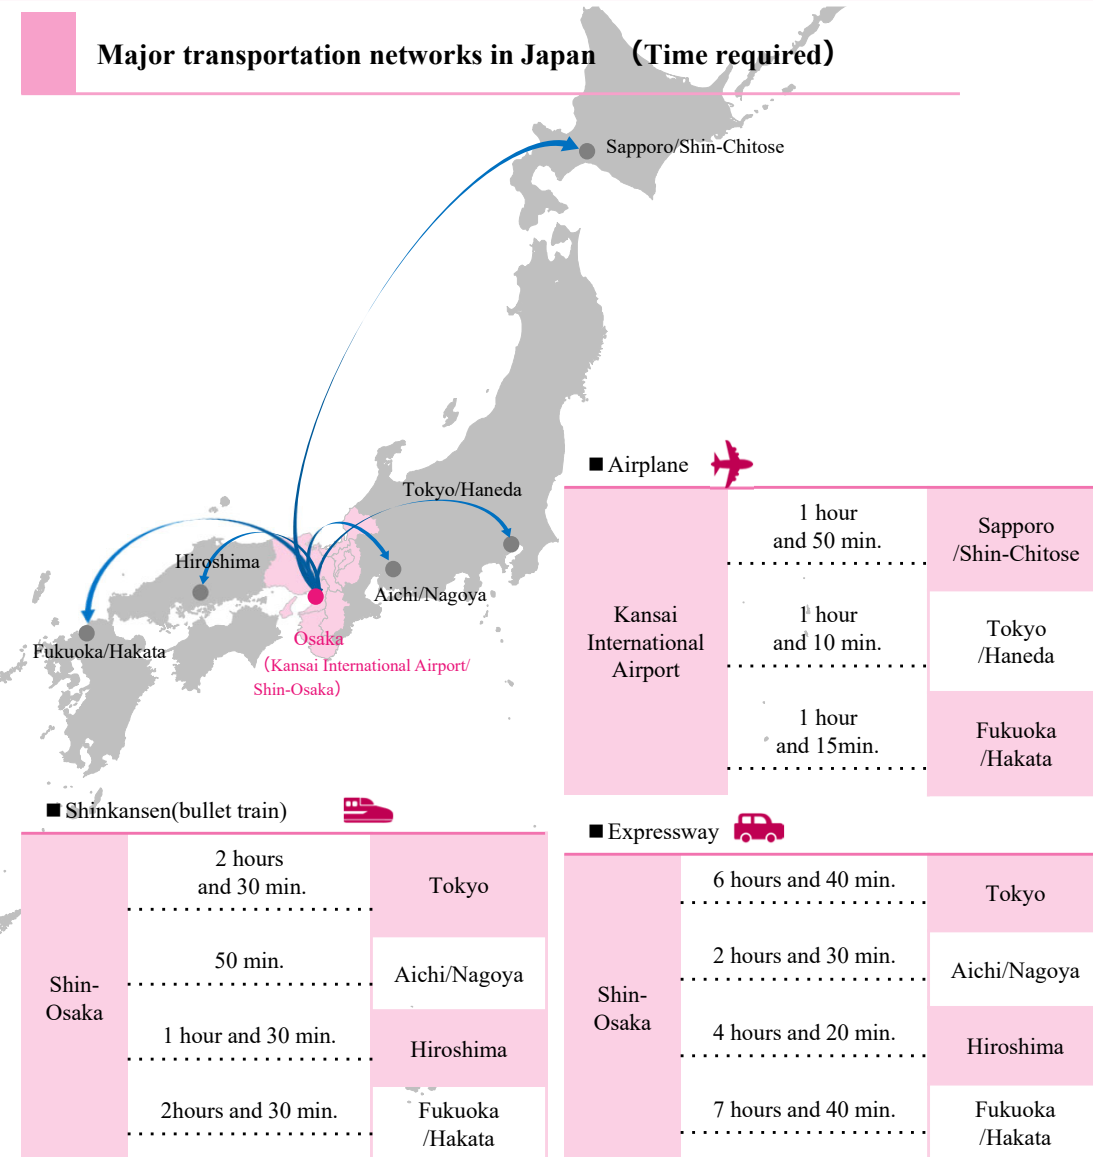 Major transportation networks in Japan （Time required）
Sapporo/Shin-Chitose
Tokyo/Haneda
Hiroshima
Aichi/Nagoya
Fukuoka/Hakata
Osaka
（Kansai International Airport/
Shin-Osaka）
■ Airplane
Kansai
International
Airport
1 hour
and 50 min.
Sapporo
/Shin-Chitose
1 hour
and 10 min.
Tokyo
/Haneda
1 hour
and 15min.
Fukuoka
/Hakata
■ Shinkansen(bullet train)
Shin-
Osaka
2 hours
and 30 min.
Tokyo
50 min.
Aichi/Nagoya
1 hour and 30 min.
Hiroshima
2hours and 30 min.
Fukuoka
/Hakata
■ Expressway
Shin-
Osaka
6 hours and 40 min.
Tokyo
2 hours and 30 min.
Aichi/Nagoya
4 hours and 20 min.
Hiroshima
7 hours and 40 min.
Fukuoka
/Hakata